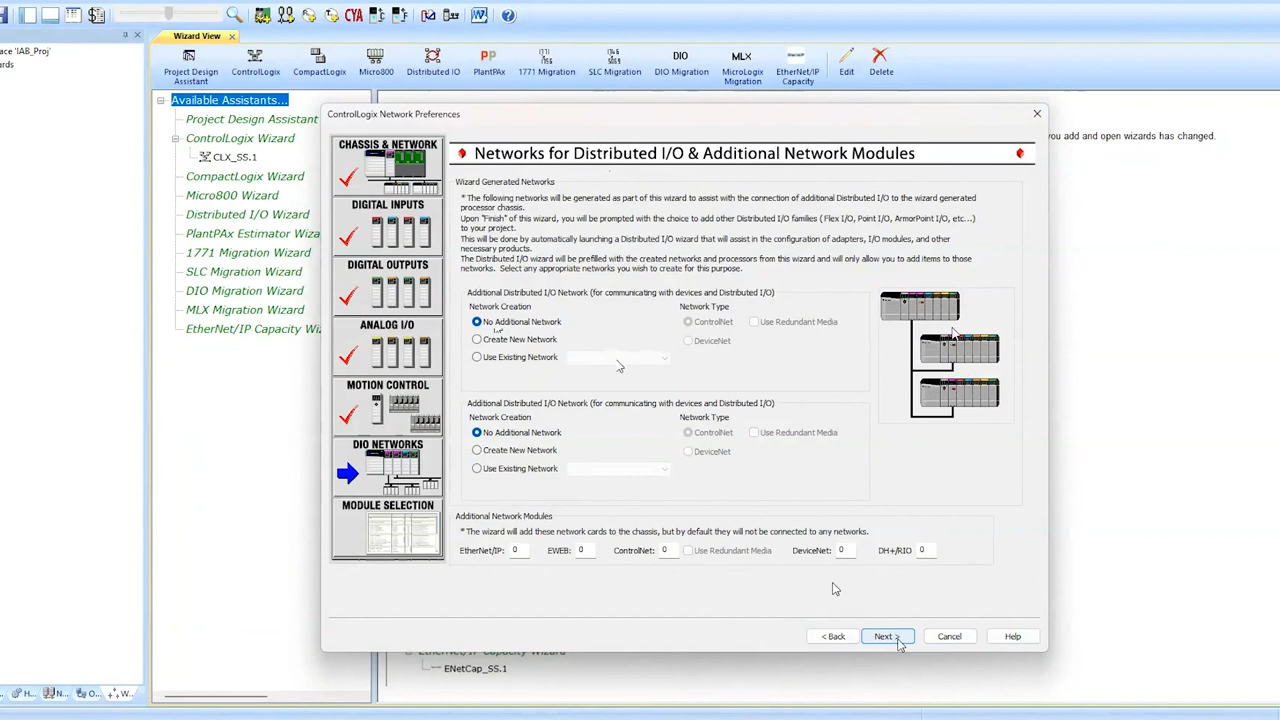 CYA
W
?
Wizard View
ace 'IAB_Proj'
ards
Project Design Assistant
ControlLogix
CompactLogix
Micro800
Distributed IO
PlantPAx
1771 Migration
SLC Migration
DIO Migration
MicroLogix Migration
EtherNet/IP Capacity
Edit
Delete
Available Assistants...
Project Design Assistant
ControlLogix Wizard
CLX_SS.1
CompactLogix Wizard
Micro800 Wizard
Distributed I/O Wizard
PlantPAx Estimator Wiza
1771 Migration Wizard
SLC Migration Wizard
DIO Migration Wizard
MLX Migration Wizard
EtherNet/IP Capacity Wi
you add and open wizards has changed.
ControlLogix Network Preferences
CHASSIS & NETWORK
DIGITAL INPUTS
DIGITAL OUTPUTS
ANALOG I/O
MOTION CONTROL
DIO NETWORKS
MODULE SELECTION
Networks for Distributed I/O & Additional Network Modules
Wizard Generated Networks
* The following networks will be generated as part of this wizard to assist with the connection of additional Distributed I/O to the wizard generated
processor chassis.
Upon "Finish" of this wizard, you will be prompted with the choice to add other Distributed I/O families (Flex I/O, Point I/O, ArmorPoint I/O, etc...)
to your project.
This will be done by automatically launching a Distributed I/O wizard that will assist in the configuration of adapters, I/O modules, and other
necessary products.
The Distributed I/O wizard will be prefilled with the created networks and processors from this wizard and will only allow you to add items to those
networks. Select any appropriate networks you wish to create for this purpose.
Additional Distributed I/O Network (for communicating with devices and Distributed I/O)
Network Creation
Network Type
No Additional Network
ControlNet
Use Redundant Media
Create New Network
DeviceNet
Use Existing Network
Additional Distributed I/O Network (for communicating with devices and Distributed I/O)
Network Creation
Network Type
No Additional Network
ControlNet
Use Redundant Media
Create New Network
DeviceNet
Use Existing Network
Additional Network Modules
* The wizard will add these network cards to the chassis, but by default they will not be connected to any networks.
EtherNet/IP: 0 EWEB: 0 ControlNet: 0 Use Redundant Media DeviceNet: 0 DH+/RIO 0
< Back
Next >
Cancel
Help
ENetCap_SS.1
H...
N...
O...
W...